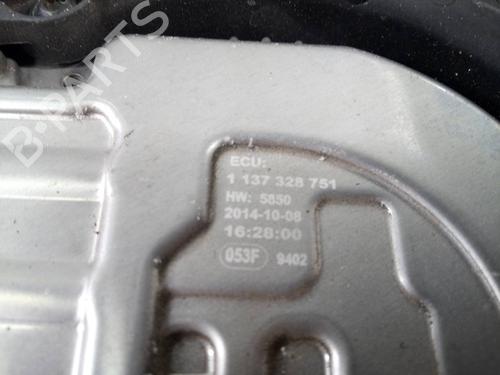 B-PARTS
ECU:
1 137 328 751
HW: 5850
2014-10-08
16:28:00
053F 9402